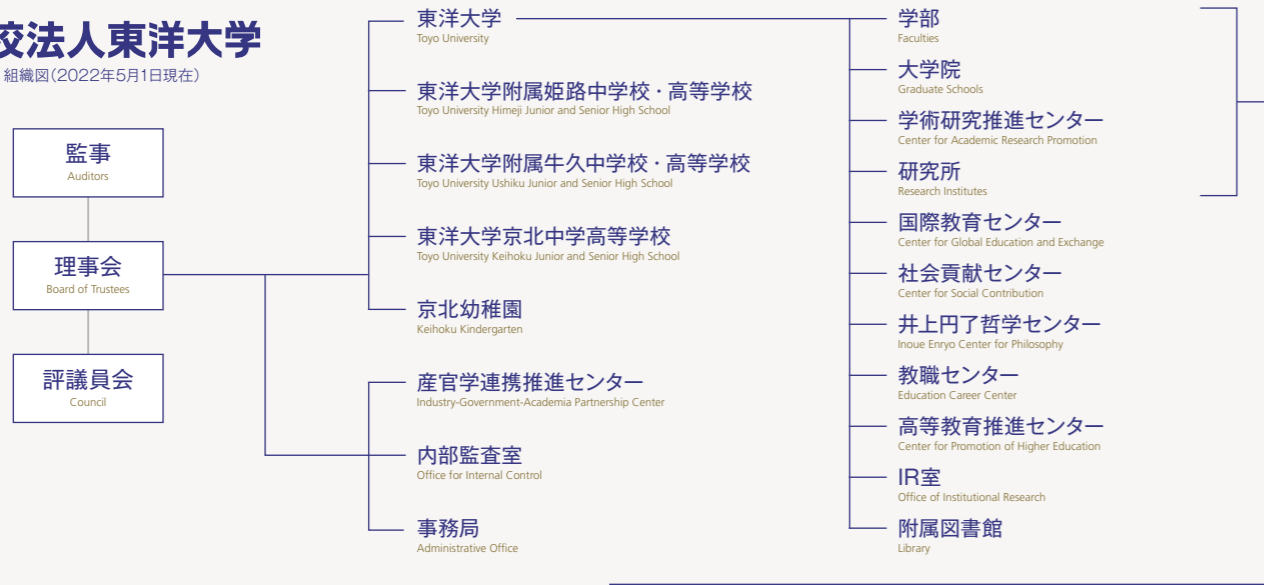 校法人東洋大学
組織図(2022年5月1日現在)
監事
Auditors
理事会
Board of Trustees
評議員会
Council
東洋大学
Toyo University
東洋大学附属姫路中学校・高等学校
Toyo University Himeji Junior and Senior High School
東洋大学附属牛久中学校・高等学校
Toyo University Ushiku Junior and Senior High School
東洋大学京北中学高等学校
Toyo University Keihoku Junior and Senior High School
京北幼稚園
Keihoku Kindergarten
産官学連携推進センター
Industry-Government-Academia Partnership Center
内部監査室
Office for Internal Control
事務局
Administrative Office
学部
Faculties
大学院
Graduate Schools
学術研究推進センター
Center for Academic Research Promotion
研究所
Research Institutes
国際教育センター
Center for Global Education and Exchange
社会貢献センター
Center for Social Contribution
井上円了哲学センター
Inoue Enryo Center for Philosophy
教職センター
Education Career Center
高等教育推進センター
Center for Promotion of Higher Education
IR室
Office of Institutional Research
附属図書館
Library